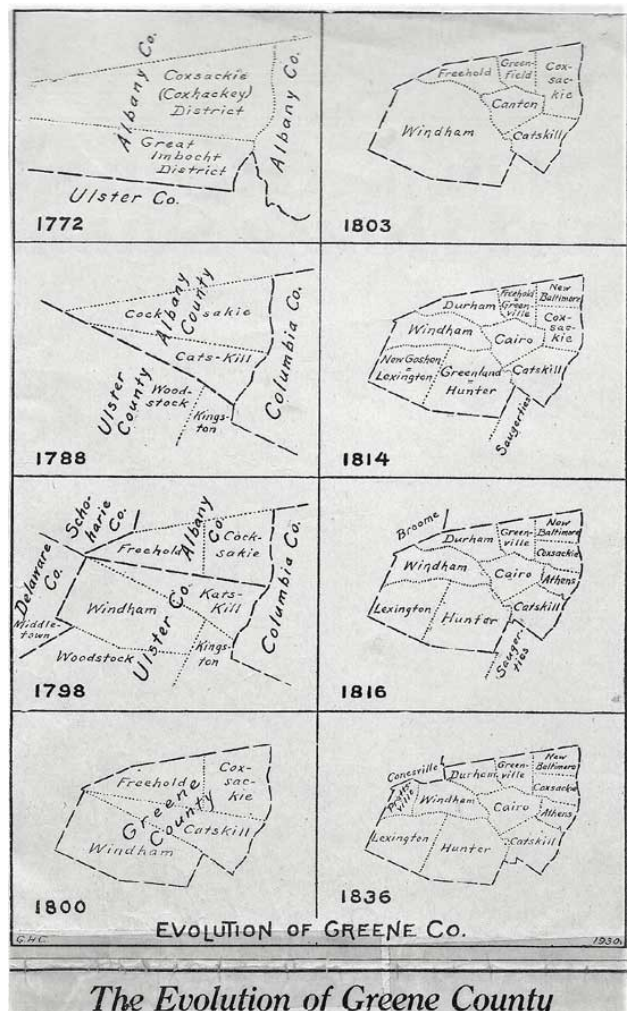 Albany Co.
Coxsackie
(Coxhackey)
District
Albany Co.
Great
Imbocht
District
Ulster Co.
1772
Freehold
Green-
field
Cox-
sac-
kie
Canton
Windham
Catskill
1803
Albany
County
Cock sakie
Cats-Kill
Columbia Co.
Ulster
County
Wood-
stock
Kings-
ton
1788
Durham
Freehold
=
Green-
ville
New
Baltimore
Cox-
sac-
kie
Windham
Cairo
New Goshen
=
Lexington
Greenland
=
Hunter
Catskill
Saugerties
1814
Scho-
harie
Co.
Albany
Co.
Freehold
Cock-
sakie
Delaware
Co.
Windham
Kats-
Kill
Ulster Co.
Columbia Co.
Middle-
town
Woodstock
Kings-
ton
1798
Broome
Durham
Green-
ville
New
Baltimore
Coxsackie
Windham
Cairo
Athens
Lexington
Hunter
Catskill
Sauger-
ties
1816
Freeholde
Cox-
sac-
kie
Greene
County
Catskill
Windham
1800
Conesville
Durham
Green-
ville
New
Baltimore
Coxsackie
Pratts-
ville
Windham
Cairo
Athens
Lexington
Hunter
Catskill
1836
EVOLUTION OF GREENE CO.
G.H.C.
1930.
The Evolution of Greene County